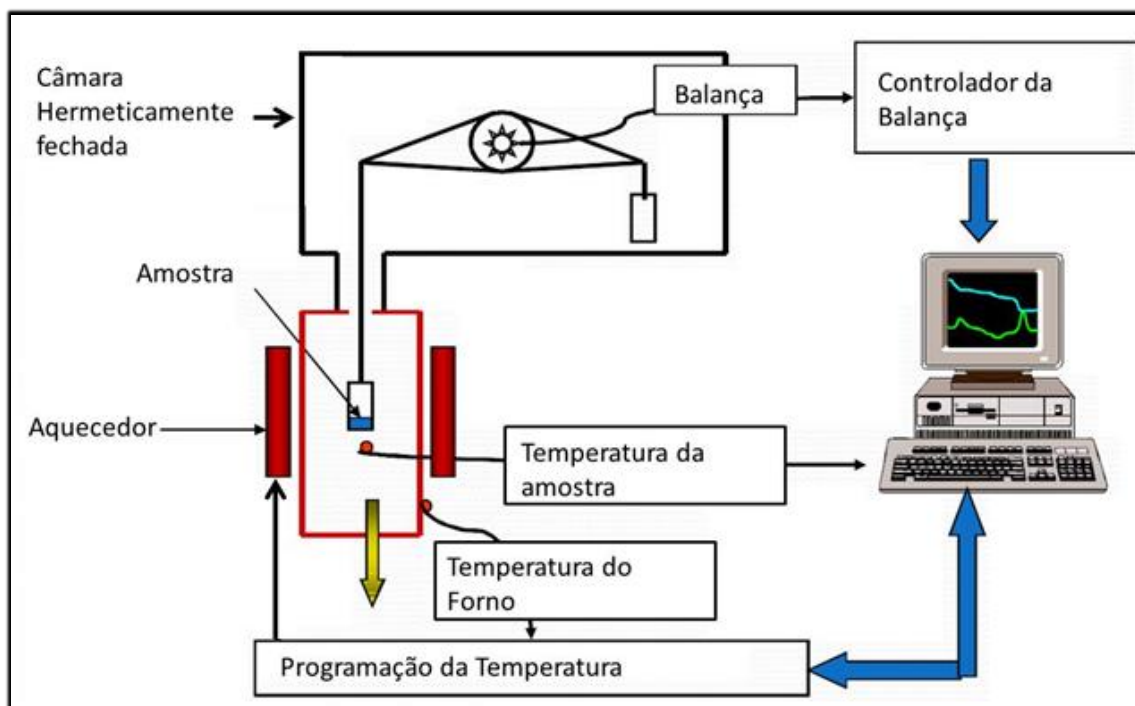 Câmara
Hermeticamente
fechada
Balança
Controlador da
Balança
Amostra
Aquecedor
Temperatura da
amostra
Temperatura do
Forno
Programação da Temperatura